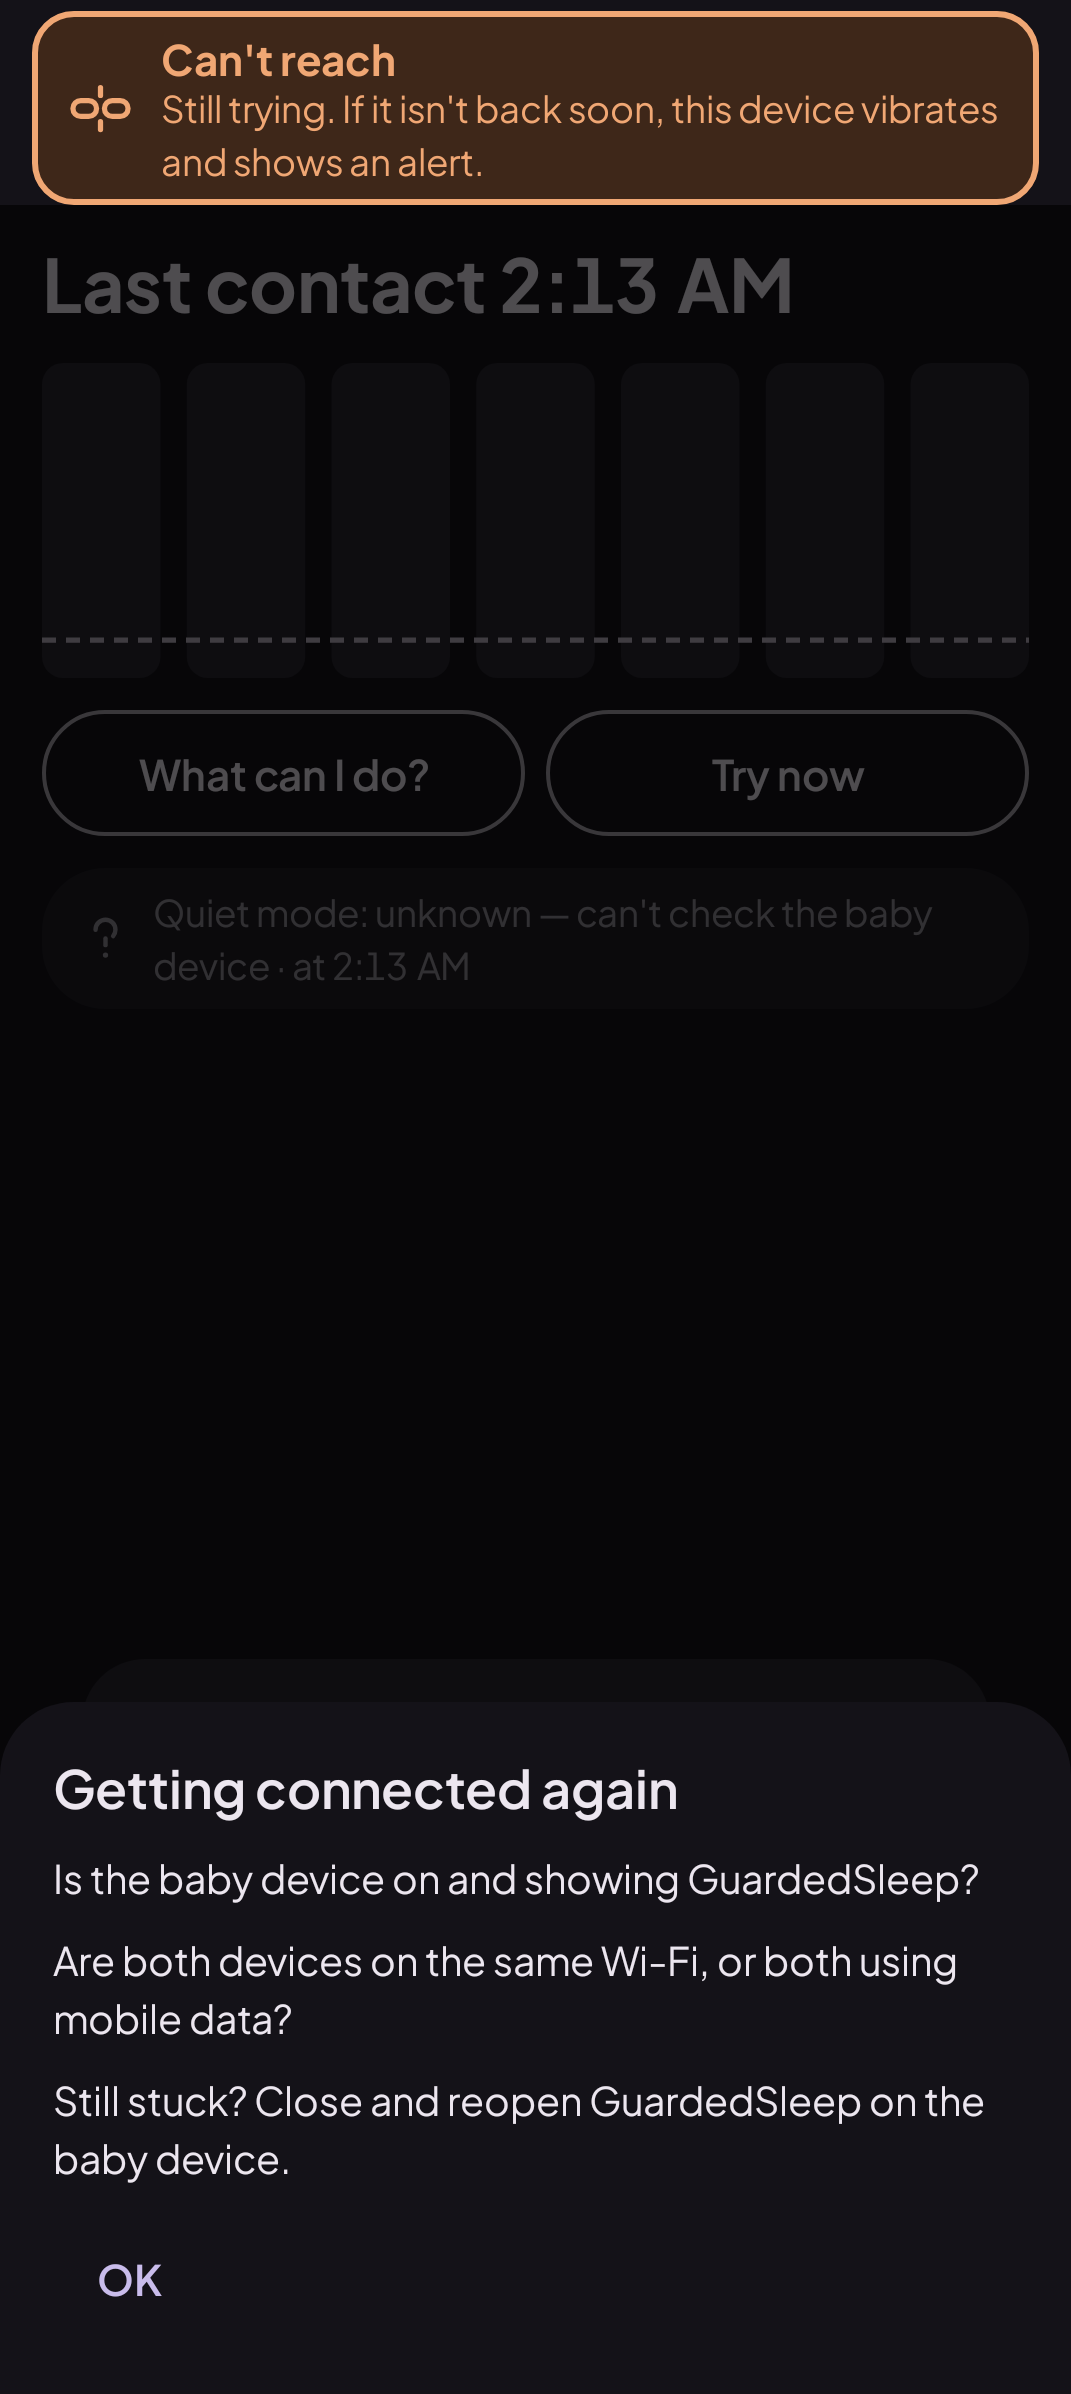 Can't reach
Still trying. If it isn't back soon, this device vibrates
and shows an alert.
Last contact 2:13 AM
What can I do?
Try now
Quiet mode: unknown — can't check the baby
device · at 2:13 AM
Getting connected again
Is the baby device on and showing GuardedSleep?
Are both devices on the same Wi-Fi, or both using
mobile data?
Still stuck? Close and reopen GuardedSleep on the
baby device.
OK